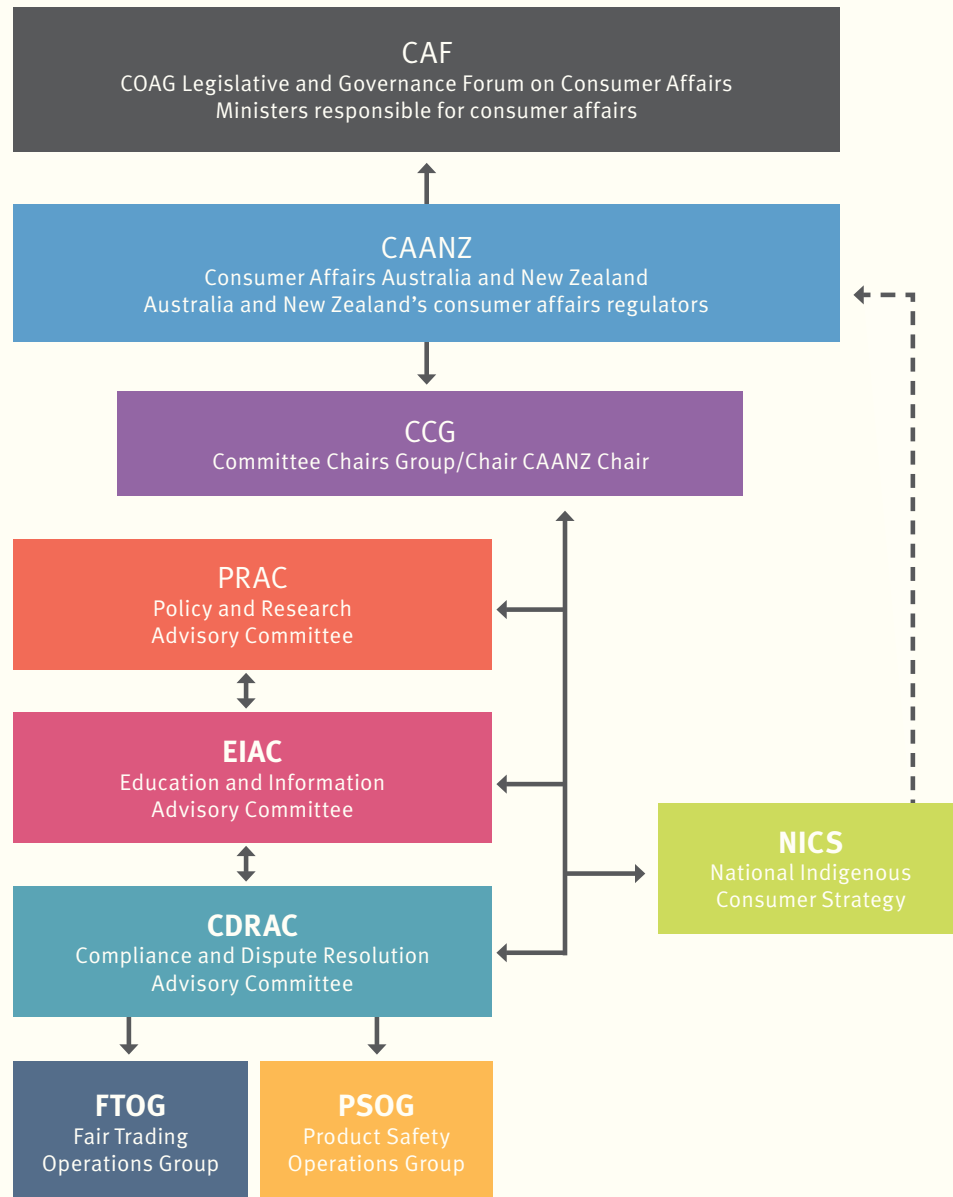 CAF
COAG Legislative and Governance Forum on Consumer Affairs
Ministers responsible for consumer affairs
CAANZ
Consumer Affairs Australia and New Zealand
Australia and New Zealand’s consumer affairs regulators
CCG
Committee Chairs Group/Chair CAANZ Chair
PRAC
Policy and Research
Advisory Committee
EIAC
Education and Information
Advisory Committee
NICS
National Indigenous
Consumer Strategy
CDRAC
Compliance and Dispute Resolution
Advisory Committee
FTOG
Fair Trading
Operations Group
PSOG
Product Safety
Operations Group